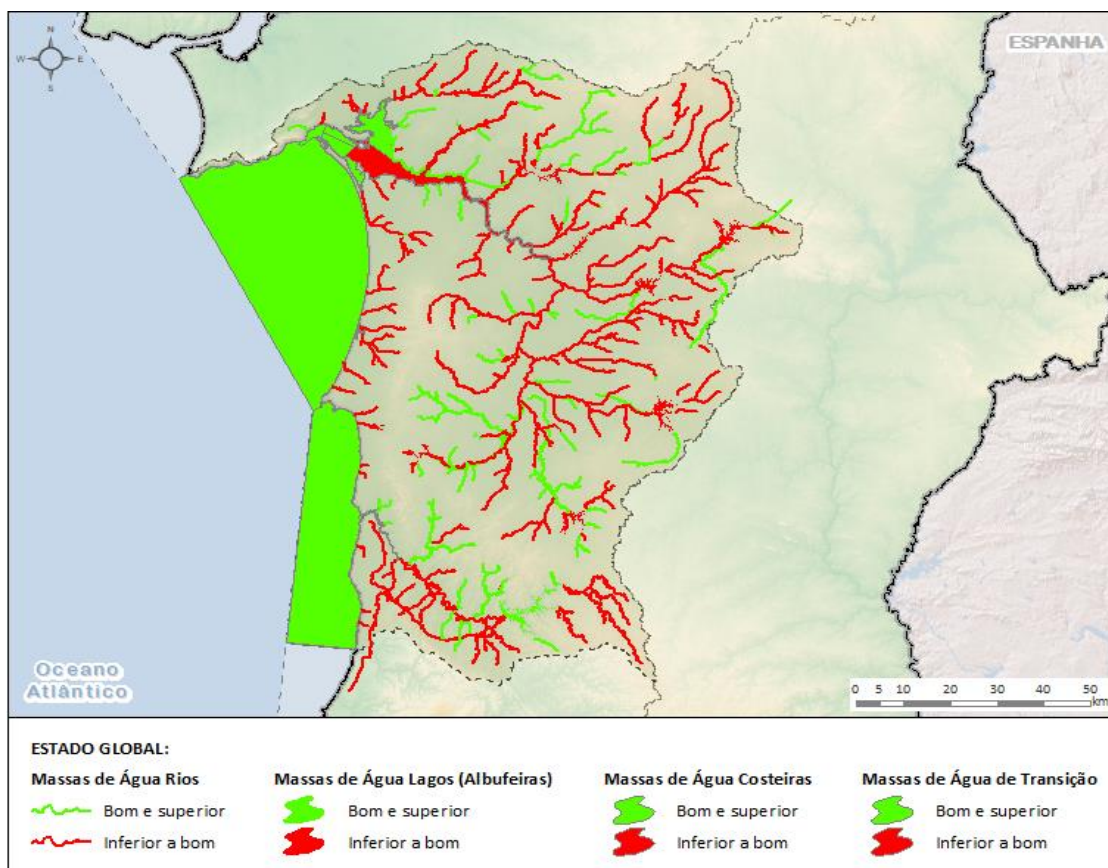 N
W E
S
ESPANHA
Oceano
Atlântico
0 5 10 20 30 40 50
km
ESTADO GLOBAL:
Massas de Água Rios Massas de Água Lagos (Albufeiras) Massas de Água Costeiras Massas de Água de Transição
Bom e superior Bom e superior Bom e superior Bom e superior
Inferior a bom Inferior a bom Inferior a bom Inferior a bom